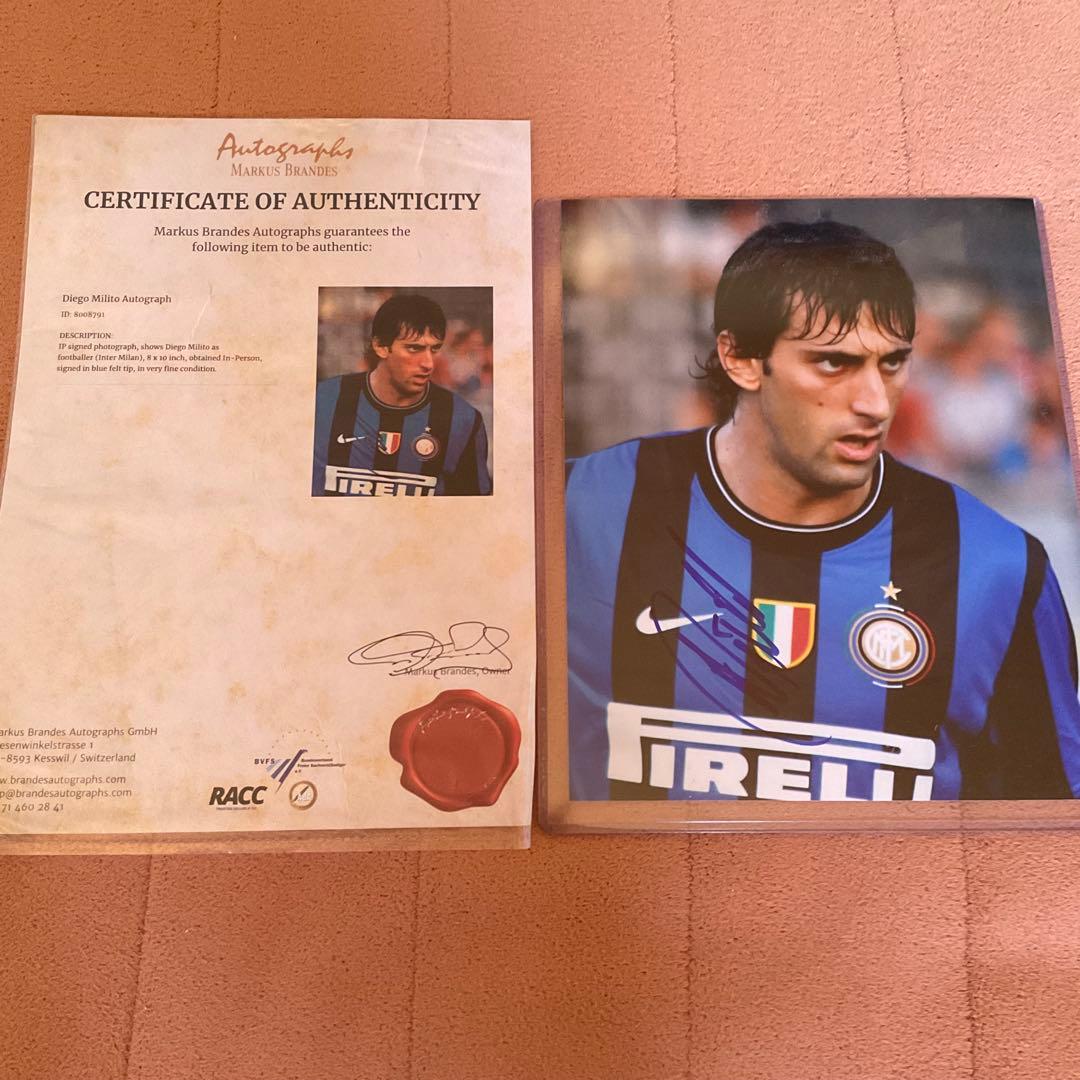 Autographs
MARKUS BRANDES
CERTIFICATE OF AUTHENTICITY
Markus Brandes Autographs guarantees the
following item to be authentic:
Diego Milito Autograph
ID: 8008791
DESCRIPTION:
IP signed photograph, shows Diego Milito as
footballer (Inter Milan), 8 x 10 inch, obtained In-Person,
signed in blue felt tip, in very fine condition.
PIRELLI
Markus Brandes, Owner
arkus Brandes Autographs GmbH
esenwinkelstrasse 1
-8593 Kesswil / Switzerland
w.brandesautographs.com
p@brandesautographs.com
71 460 28 41
BVFS
RACC
PIRELLI